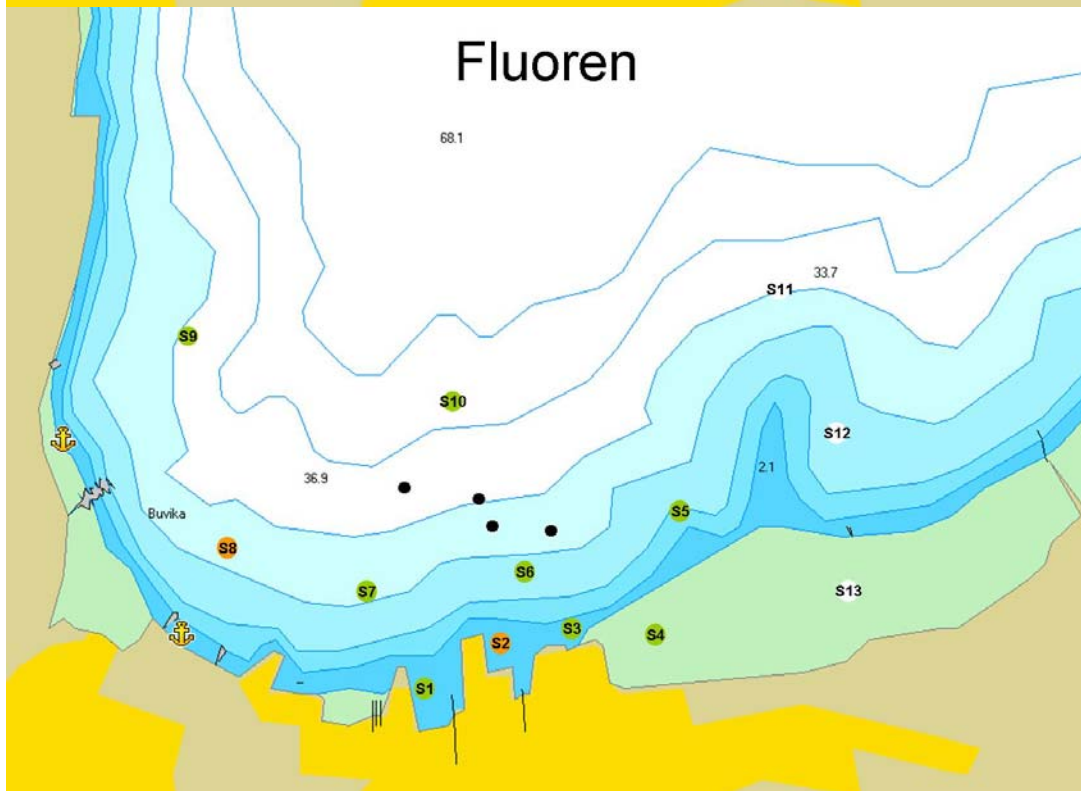 Fluoren
68.1
33.7
S11
S9
S10
S12
2.1
36.9
S5
Buvika
S8
S6
S7
S13
S3
S4
S2
S1